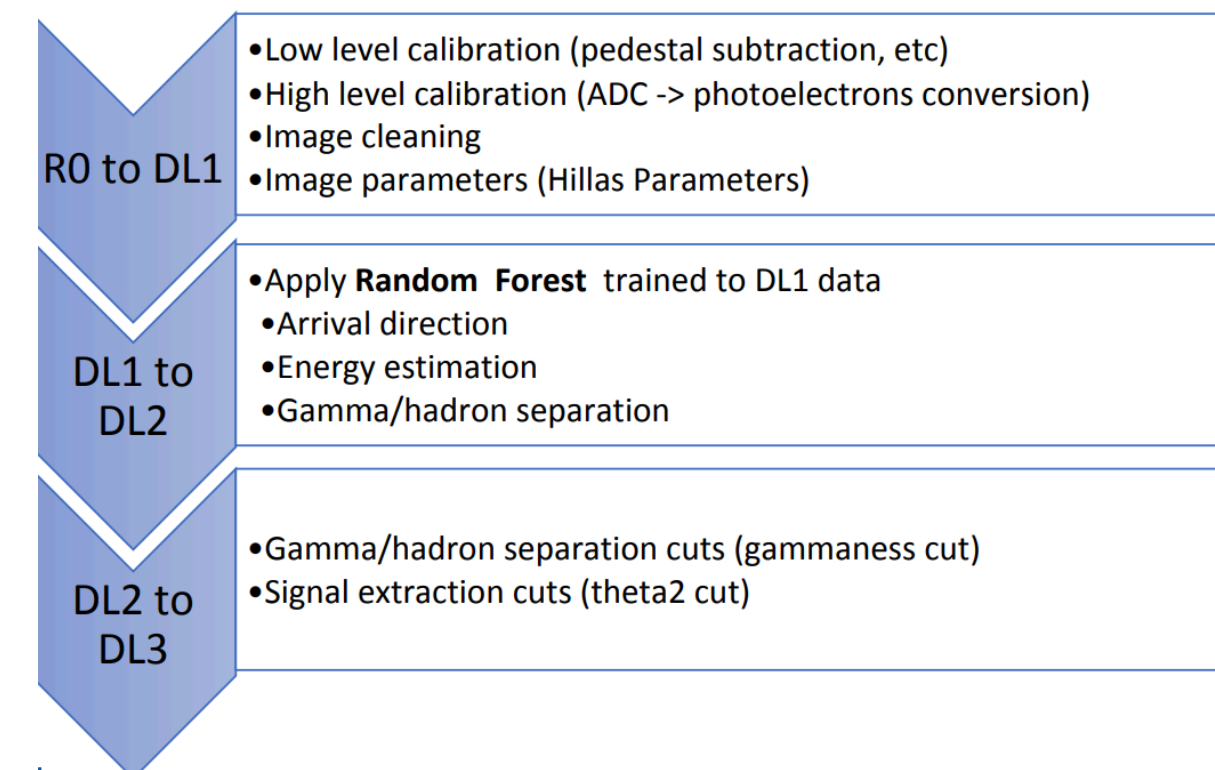 R0 to DL1
•Low level calibration (pedestal subtraction, etc)
•High level calibration (ADC -> photoelectrons conversion)
•Image cleaning
•Image parameters (Hillas Parameters)
DL1 to
DL2
•Apply Random Forest trained to DL1 data
•Arrival direction
•Energy estimation
•Gamma/hadron separation
DL2 to
DL3
•Gamma/hadron separation cuts (gammaness cut)
•Signal extraction cuts (theta2 cut)